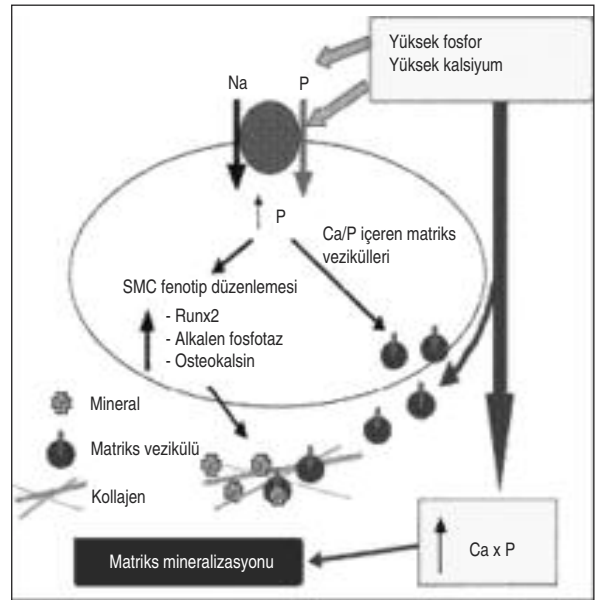 Yüksek fosfor
Yüksek kalsiyum
Na
P
P
Ca/P içeren matriks
vezikülleri
SMC fenotip düzenlemesi
- Runx2
- Alkalen fosfotaz
- Osteokalsin
Mineral
Matriks vezikülü
Kollajen
Ca x P
Matriks mineralizasyonu